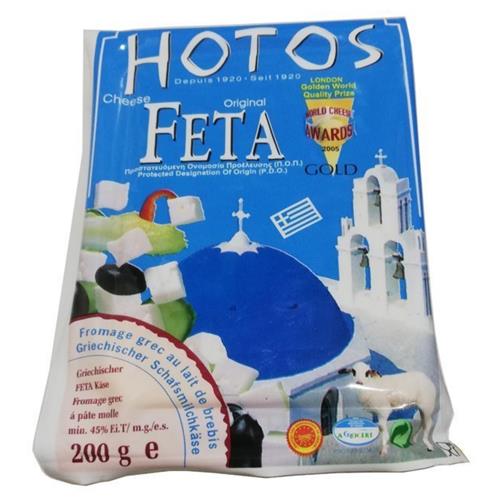 HOTOS
Depuis 1920 - Seit 1920
Cheese
Original
FETA
Προστατευόμενη Ονομασία Προέλευσης (Π.Ο.Π.)
Protected Designation Of Origin (P.D.O.)
LONDON
Golden World
Quality Prize
WORLD CHEESE
AWARDS
2005
GOLD
Fromage grec au lait de brebis
Griechischer Schafsmilchkäse
Griechischer
FETA Käse
Fromage grec
á pâte molle
min. 45% F.i.T/ m.g./e.s.
200 g e
AGROCERT